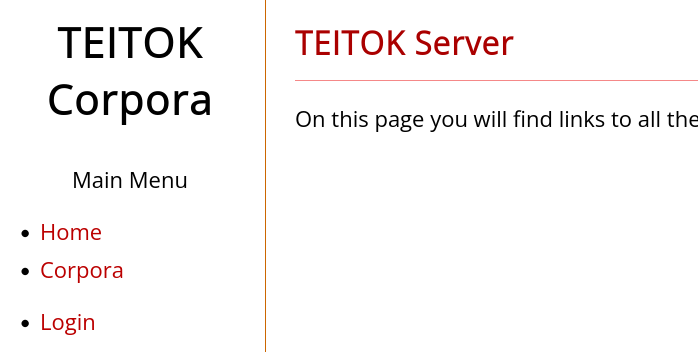 TEITOK
Corpora
Main Menu
Home
Corpora
Login
TEITOK Server
On this page you will find links to all the